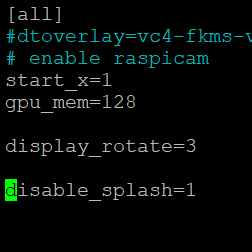 [all]
#dtoverlay=vc4-fkms-v
# enable raspicam
start_x=1
gpu_mem=128
display_rotate=3
disable_splash=1